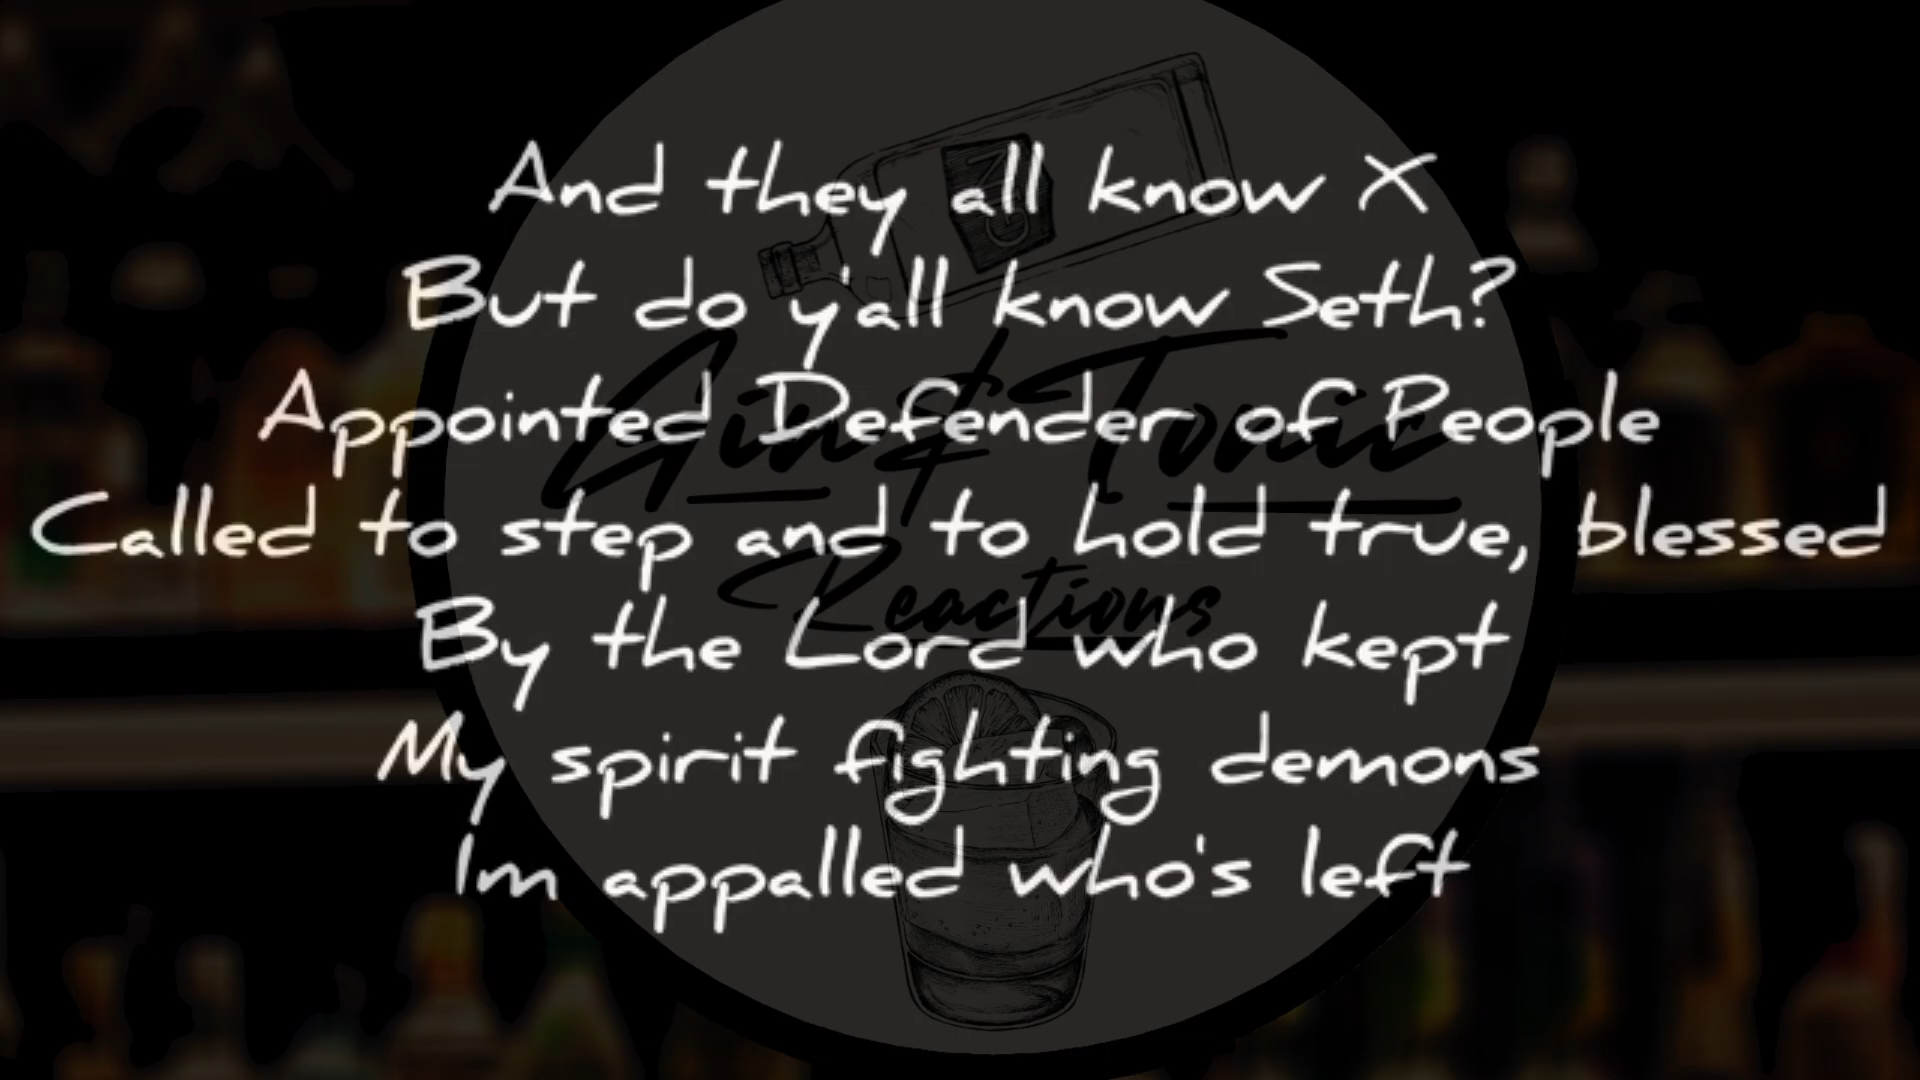 And they all know X
But do y'all know Seth?
Appointed Defender of People
Called to step and to hold true, blessed
By the Lord who kept
My spirit fighting demons
Im appalled who's left
GIN
Gin & Tonic
Reactions